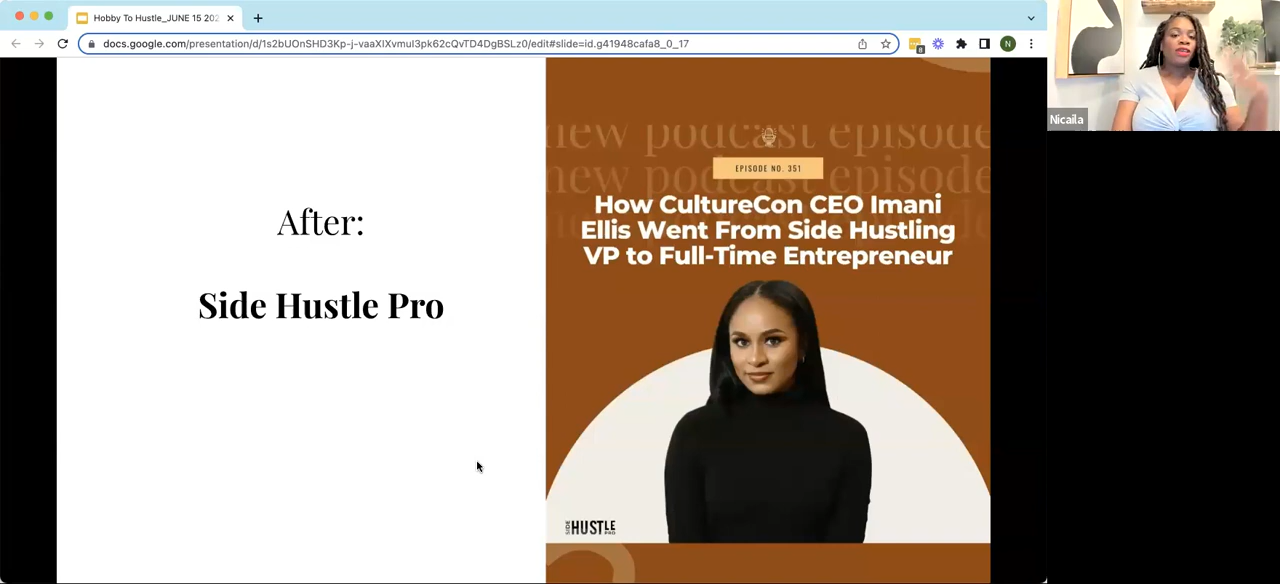 Hobby To Hustle_JUNE 15 202
docs.google.com/presentation/d/1s2bUOnSHD3Kp-j-vaaXIXvmuI3pk62cQvTD4DgBSLz0/edit#slide=id.g41948cafa8_0_17
N
Nicaila
After:
Side Hustle Pro
new podcast episode
EPISODE NO. 351
new podcast episode
How CultureCon CEO Imani
Ellis Went From Side Hustling
VP to Full-Time Entrepreneur
SIDE HUSTLE PRO